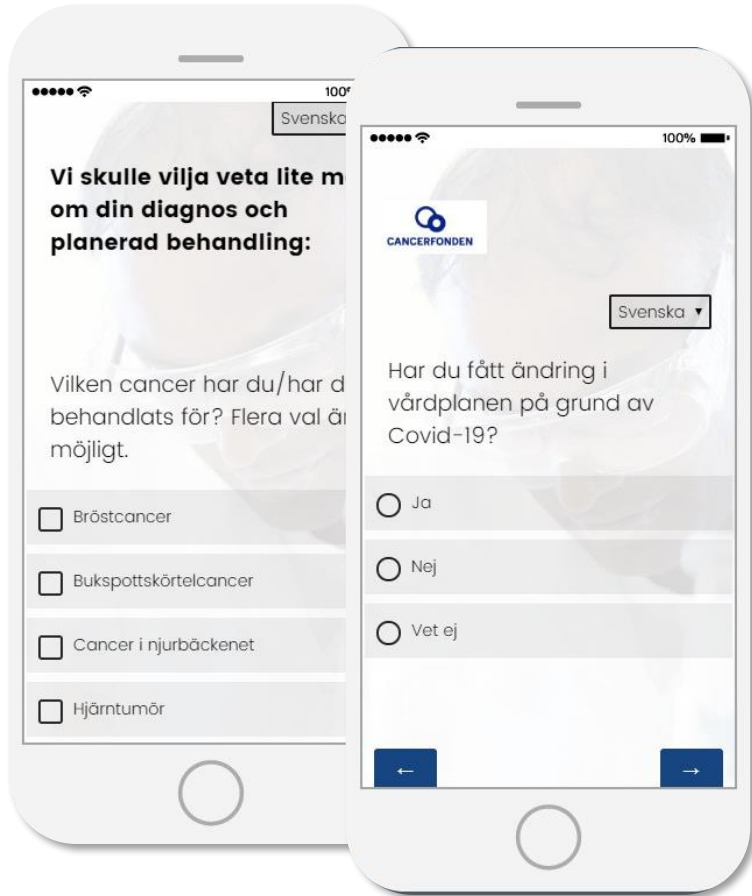 100%
Svenska
Vi skulle vilja veta lite
om din diagnos och
planerad behandling:
Vilken cancer har du/har
behandlats för? Flera val är
möjligt.
Bröstcancer
Bukspottskörtelcancer
Cancer i njurbäckenet
Hjärntumör
100%
CANCERFONDEN
Svenska
Har du fått ändring i
vårdplanen på grund av
Covid-19?
Ja
Nej
Vet ej
←
→